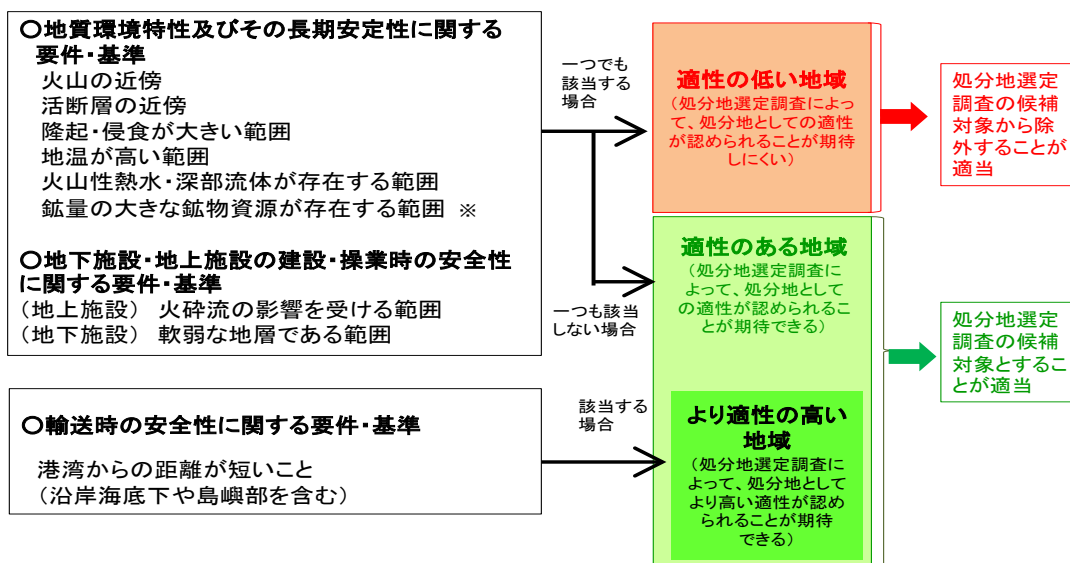 〇地質環境特性及びその長期安定性に関する
要件・基準
火山の近傍
活断層の近傍
隆起・侵食が大きい範囲
地温が高い範囲
火山性熱水・深部流体が存在する範囲
鉱量の大きな鉱物資源が存在する範囲 ※
〇地下施設・地上施設の建設・操業時の安全性
に関する要件・基準
(地上施設) 火砕流の影響を受ける範囲
(地下施設) 軟弱な地層である範囲
〇輸送時の安全性に関する要件・基準
港湾からの距離が短いこと
(沿岸海底下や島嶼部を含む)
一つでも
該当する
場合
一つも該当
しない場合
該当する
場合
適性の低い地域
(処分地選定調査によっ
て、処分地としての適性
が認められることが期待
しにくい)
適性のある地域
(処分地選定調査に
よって、処分地として
の適性が認められるこ
とが期待できる)
より適性の高い
地域
(処分地選定調査に
よって、処分地として
より高い適性が認め
られることが期待
できる)
処分地選定
調査の候補
対象から除
外することが
適当
処分地選定
調査の候補
対象とするこ
とが適当